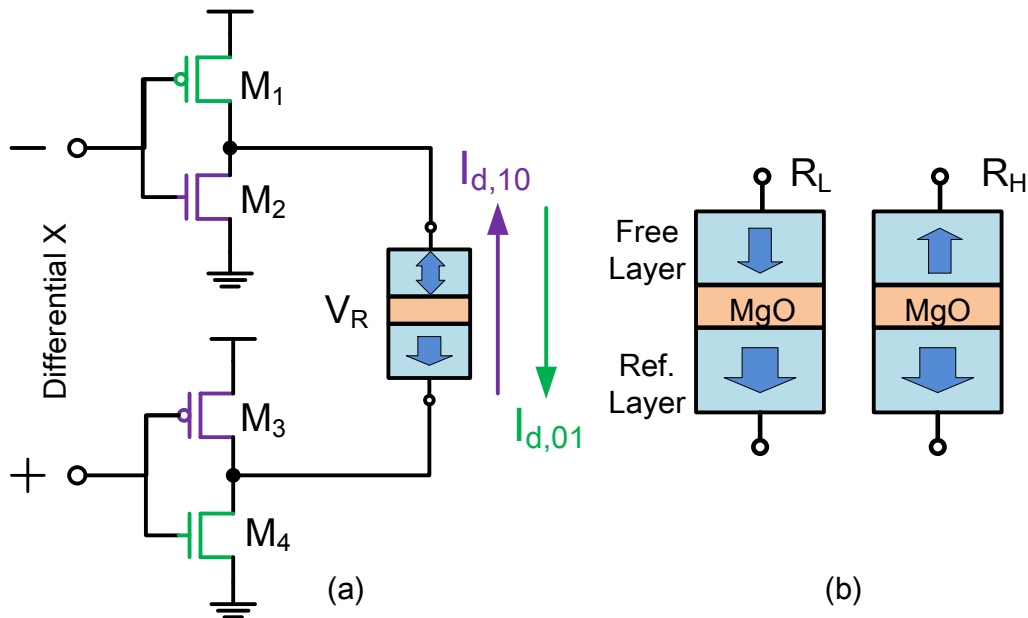 M1
−
M2
Differential X
VR
Id,10
Id,01
+
M3
M4
(a)
RL
RH
Free
Layer
MgO
MgO
Ref.
Layer
(b)